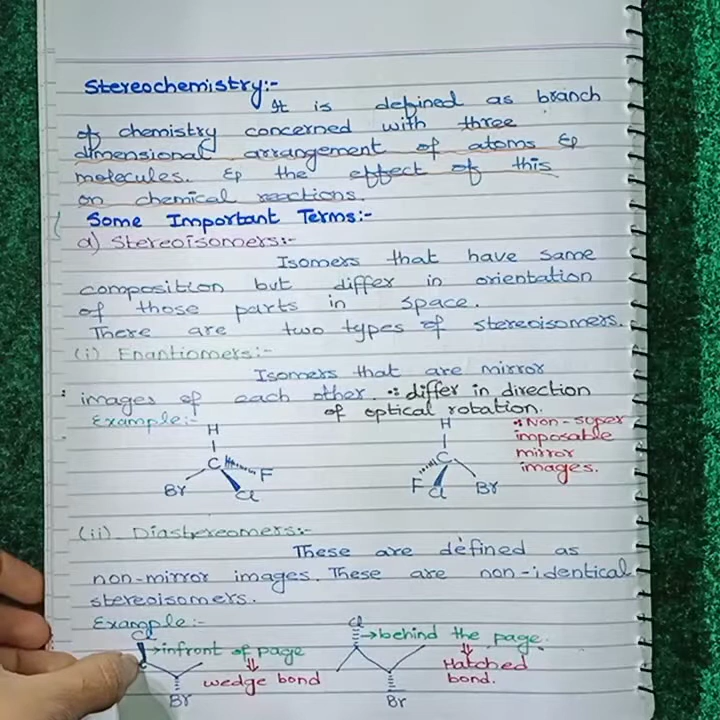 Stereochemistry:-
It is defined as branch
of chemistry concerned with three
dimensional arrangement of atoms &
molecules. & the effect of this
on chemical reactions.
Some Important Terms:-
a) Stereoisomers:-
Isomers that have same
composition but differ in orientation
of those parts in space.
There are two types of stereoisomers.
(i) Enantiomers:-
Isomers that are mirror
images of each other. differ in direction
of optical rotation.
Example:-
H
C
F
Br
Cl
H
C
F
Cl
Br
Non-super
imposable
mirror
images.
(ii) Diastereomers:-
These are defined as
non-mirror images. These are non-identical
stereoisomers.
Example:-
Cl
→infront of page
wedge bond
Br
Cl
→behind the page.
Hatched
bond.
Br